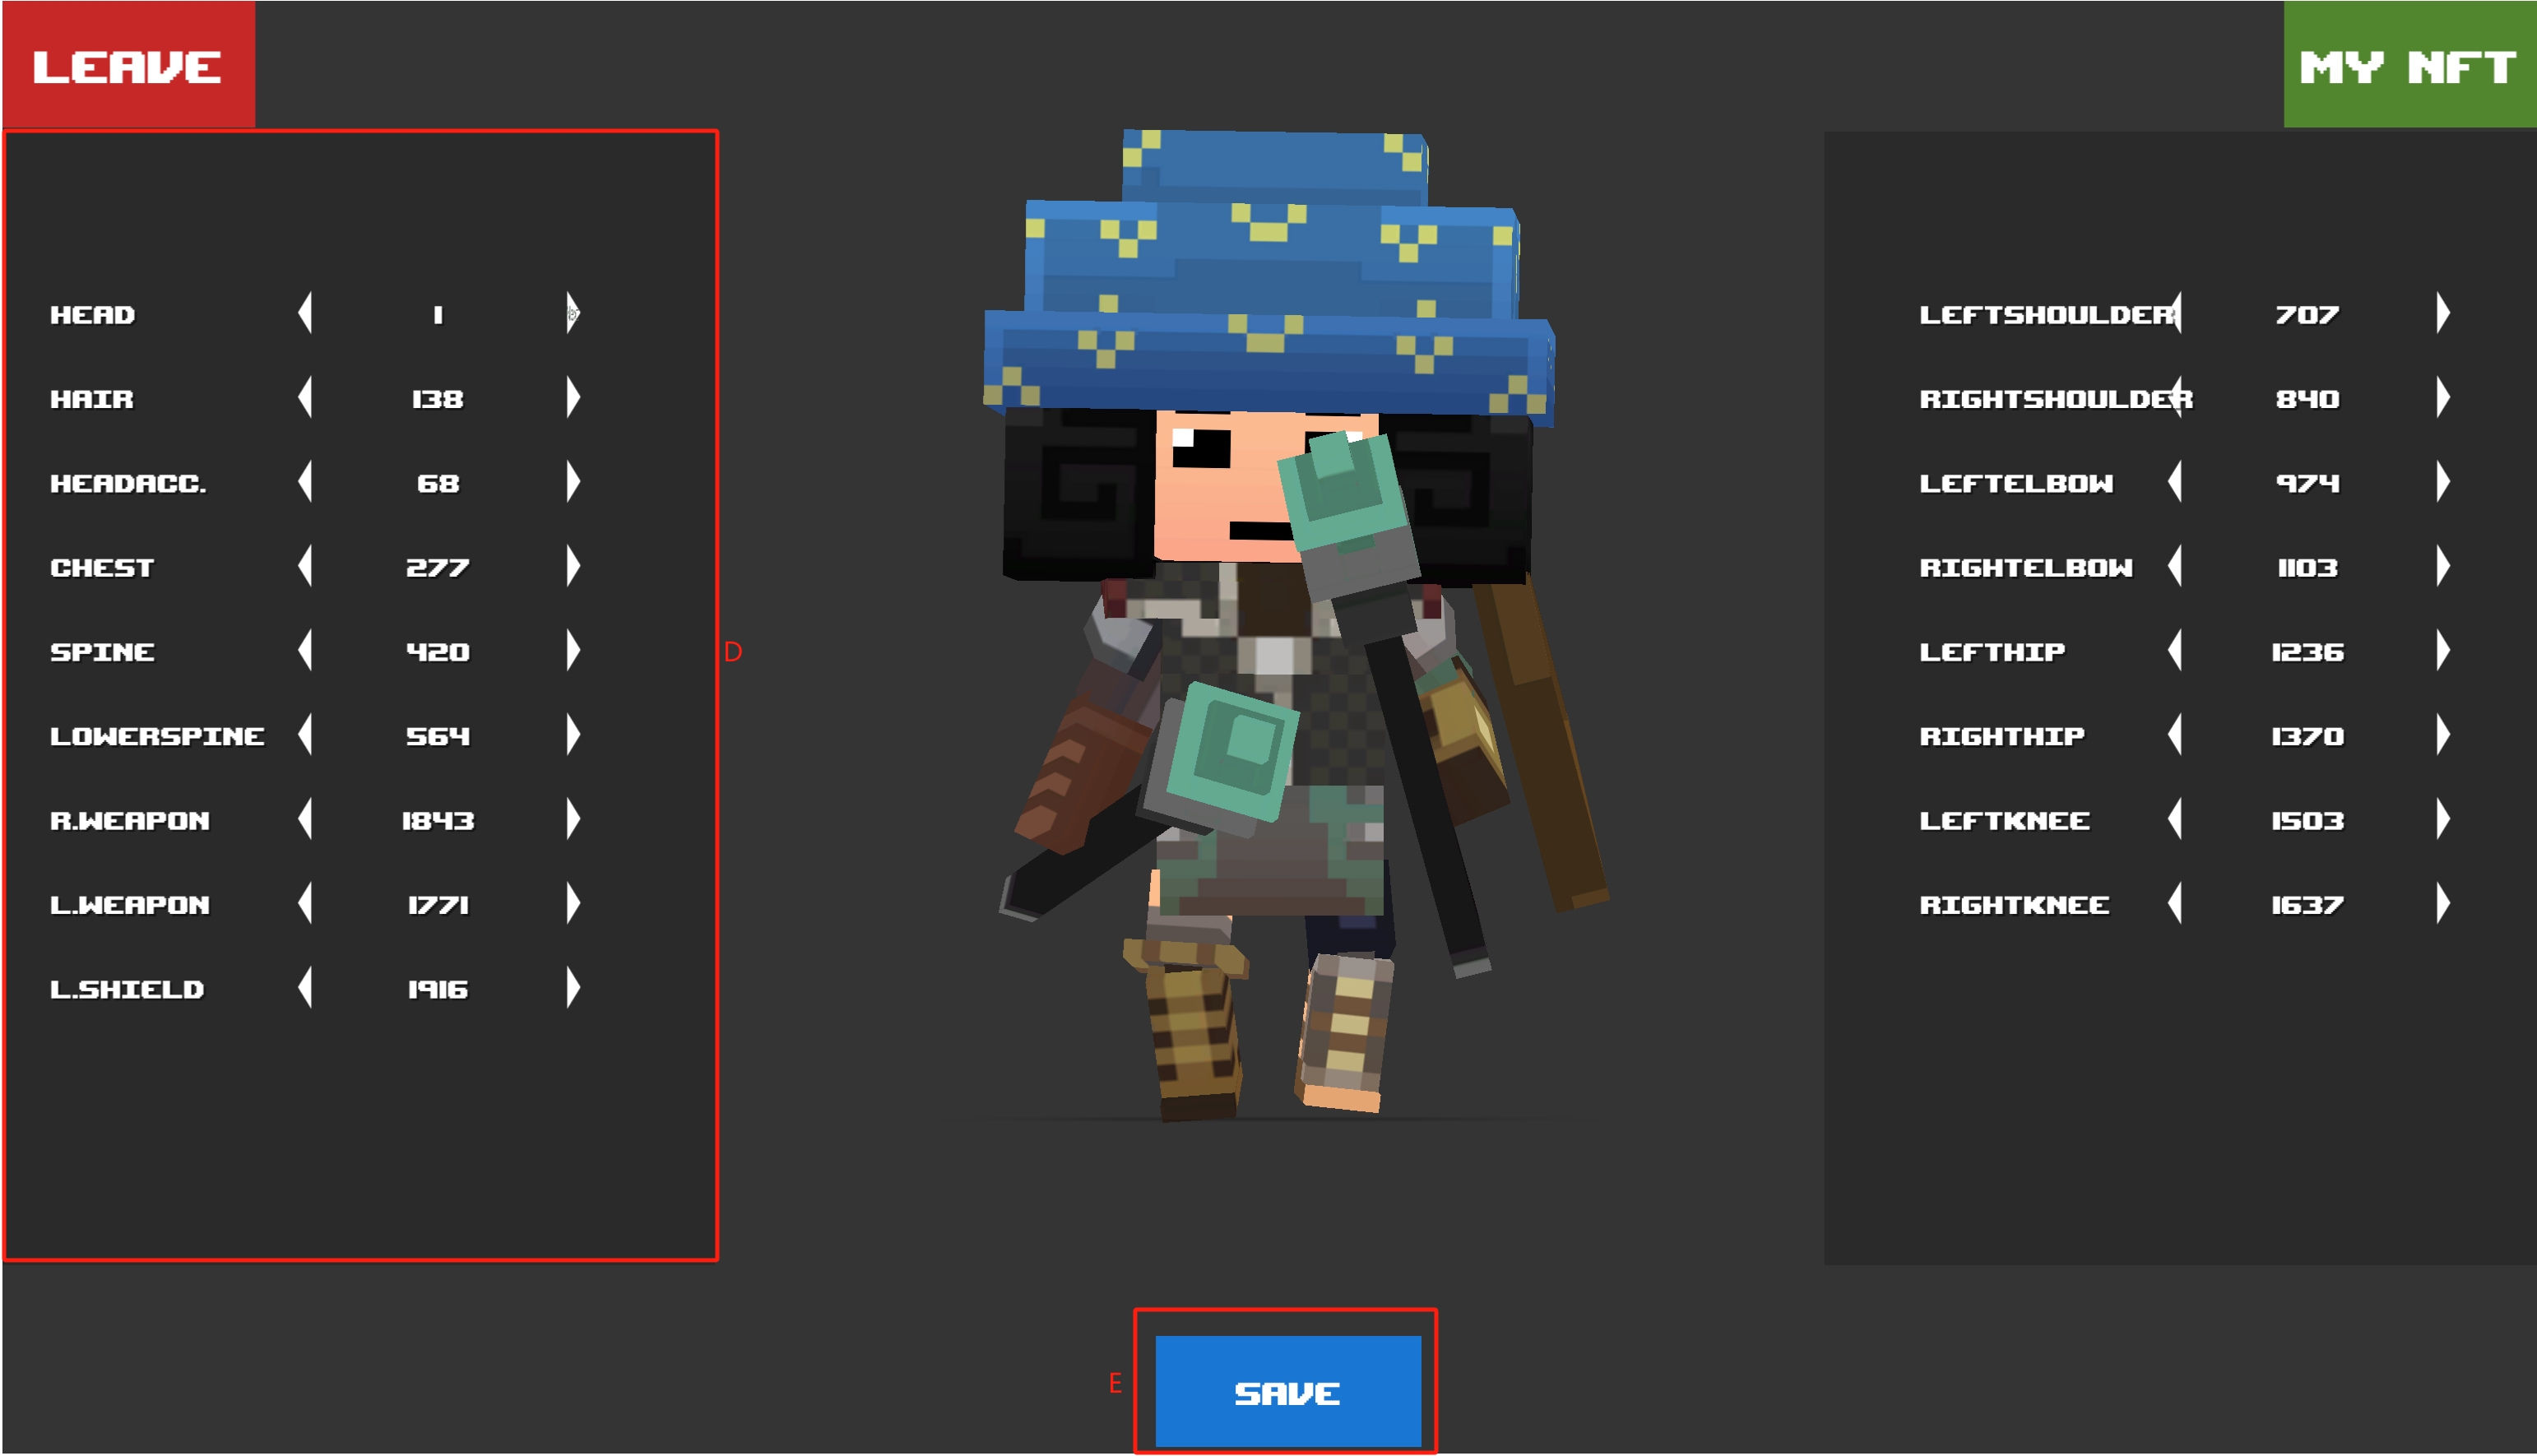 LEAVE
MY NFT
HEAD 1
HAIR 138
HEADACC. 68
CHEST 277
SPINE 420
LOWERSPINE 564
R.WEAPON 1843
L.WEAPON 1771
L.SHIELD 1916
D
LEFTSHOULDER 707
RIGHTSHOULDER 840
LEFTELBOW 974
RIGHTELBOW 1103
LEFTHIP 1236
RIGHTHIP 1370
LEFTKNEE 1503
RIGHTKNEE 1637
E
SAVE